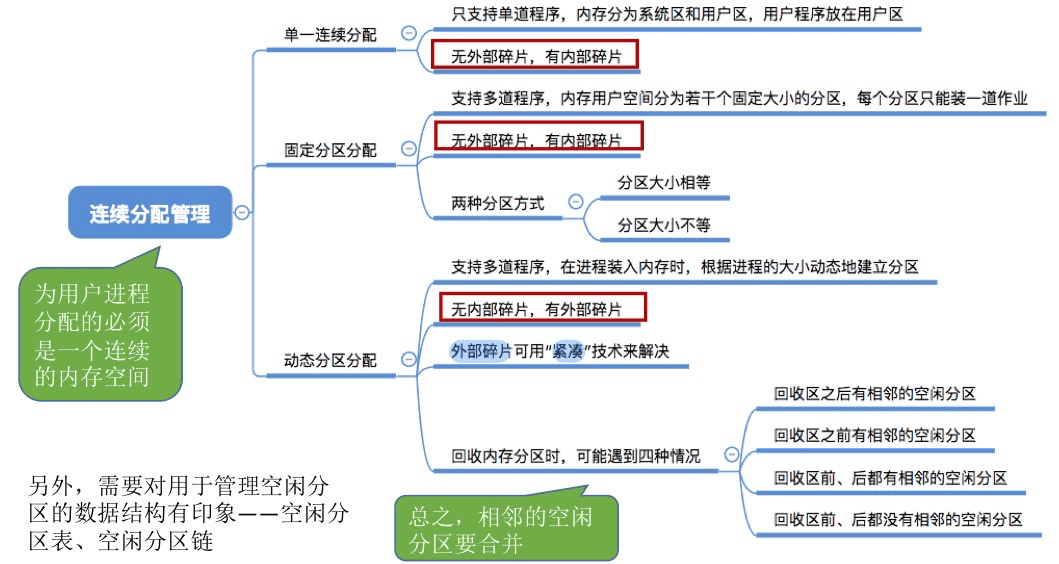 只支持单道程序，内存分为系统区和用户区，用户程序放在用户区
单一连续分配
无外部碎片，有内部碎片
支持多道程序，内存用户空间分为若干个固定大小的分区，每个分区只能装一道作业
固定分区分配
无外部碎片，有内部碎片
两种分区方式
分区大小相等
分区大小不等
连续分配管理
为用户进程
分配的必须
是一个连续
的内存空间
支持多道程序，在进程装入内存时，根据进程的大小动态地建立分区
无内部碎片，有外部碎片
动态分区分配
外部碎片可用“紧凑”技术来解决
回收内存分区时，可能遇到四种情况
回收区之后有相邻的空闲分区
回收区之前有相邻的空闲分区
回收区前、后都有相邻的空闲分区
回收区前、后都没有相邻的空闲分区
另外，需要对用于管理空闲分
区的数据结构有印象——空闲分
区表、空闲分区链
总之，相邻的空闲
分区要合并